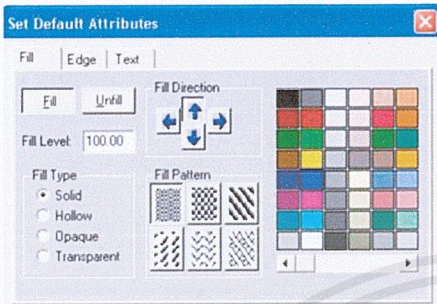 Set Default Attributes
Fill
Edge
Text
Fill
Unfill
Fill Level: 100.00
Fill Type
Solid
Hollow
Opaque
Transparent
Fill Direction
Fill Pattern